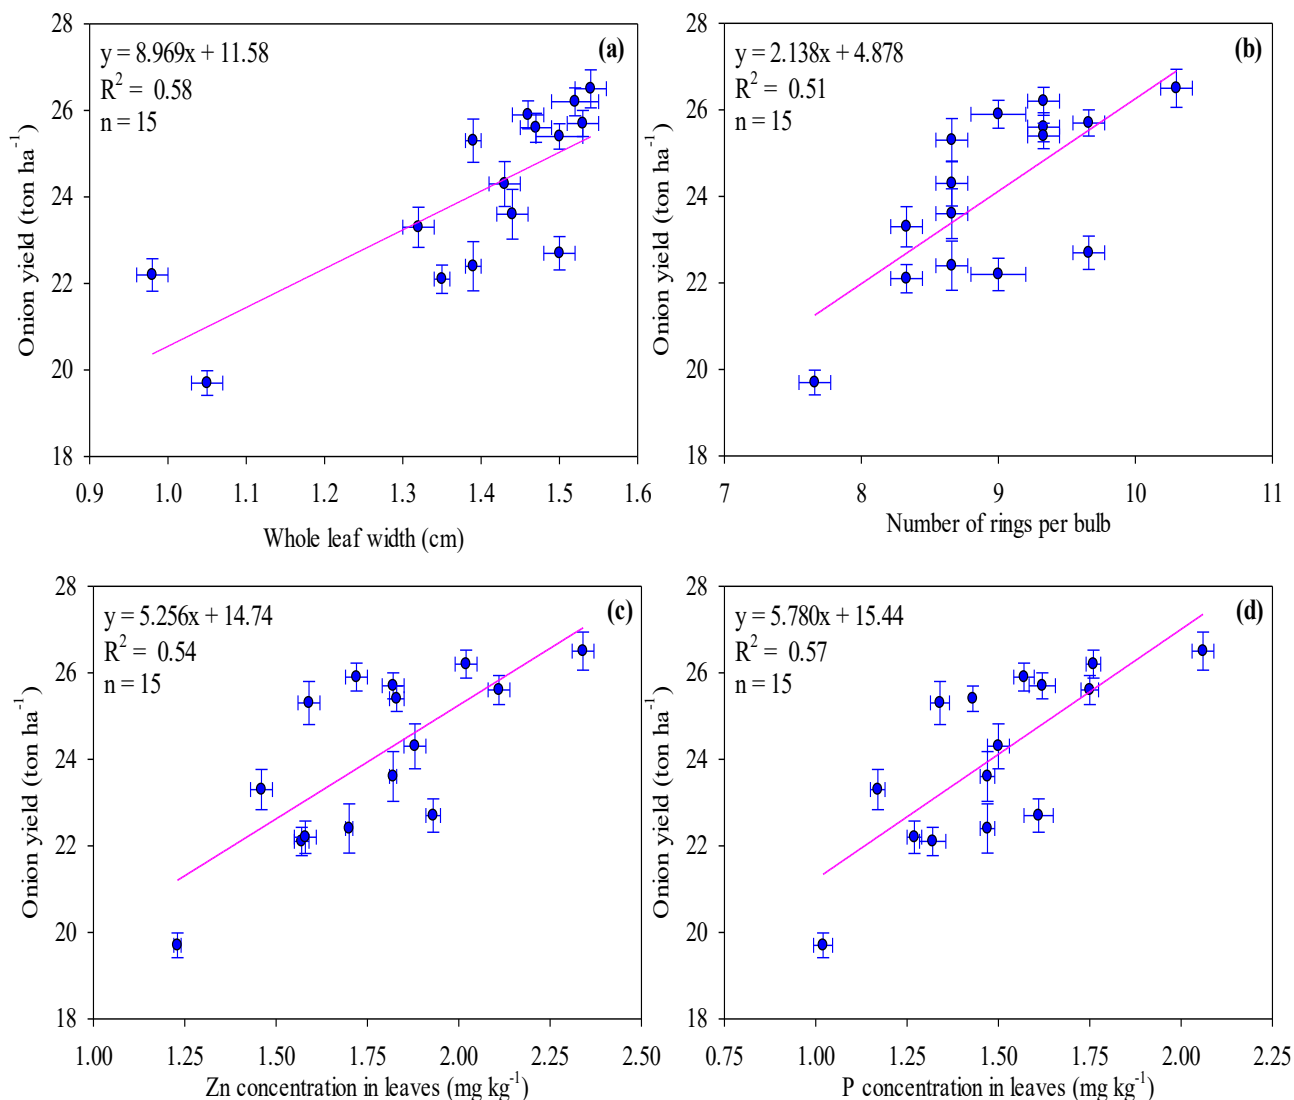 y = 8.969x + 11.58
R² = 0.58
n = 15
(a)
28
26
24
22
20
18
Onion yield (ton ha⁻¹)
0.9 1.0 1.1 1.2 1.3 1.4 1.5 1.6
Whole leaf width (cm)
y = 2.138x + 4.878
R² = 0.51
n = 15
(b)
28
26
24
22
20
18
Onion yield (ton ha⁻¹)
7 8 9 10 11
Number of rings per bulb
y = 5.256x + 14.74
R² = 0.54
n = 15
(c)
28
26
24
22
20
18
Onion yield (ton ha⁻¹)
1.00 1.25 1.50 1.75 2.00 2.25 2.50
Zn concentration in leaves (mg kg⁻¹)
y = 5.780x + 15.44
R² = 0.57
n = 15
(d)
28
26
24
22
20
18
Onion yield (ton ha⁻¹)
0.75 1.00 1.25 1.50 1.75 2.00 2.25
P concentration in leaves (mg kg⁻¹)